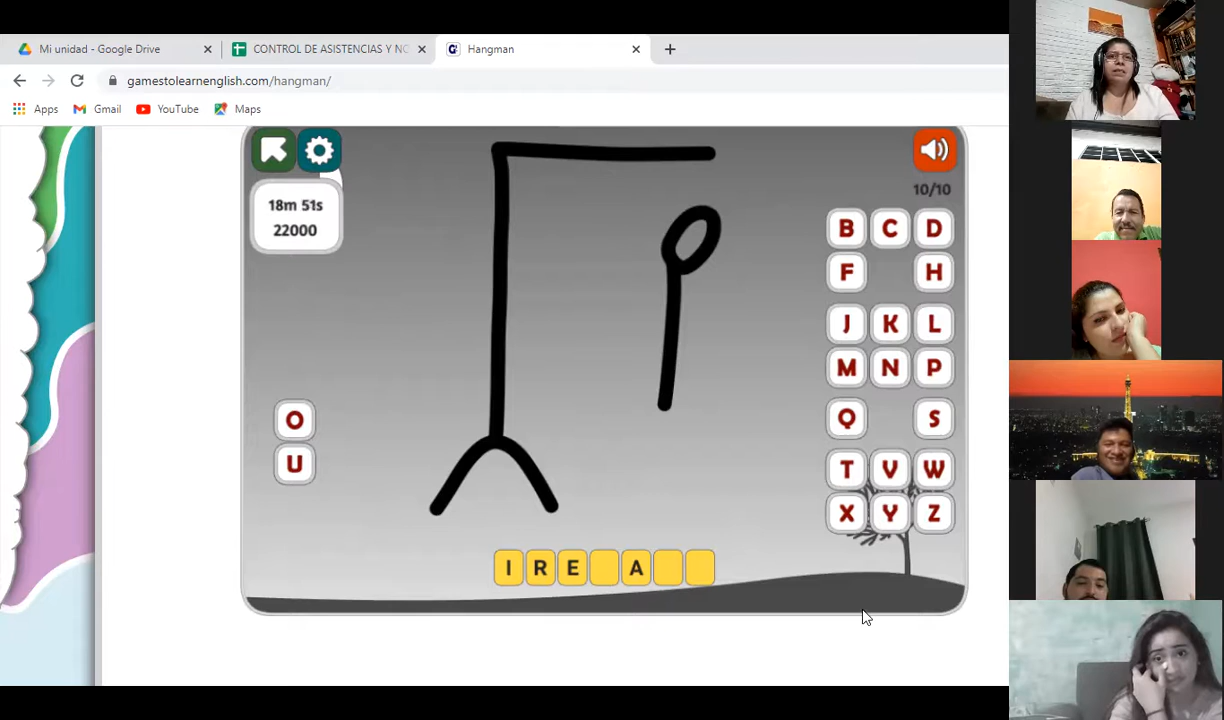 Mi unidad - Google Drive
CONTROL DE ASISTENCIAS Y NO
Hangman
gamestolearnenglish.com/hangman/
Apps Gmail YouTube Maps
18m 51s
22000
10/10
B C D
F H
J K L
M N P
Q S
T V W
X Y Z
O
U
I R E A